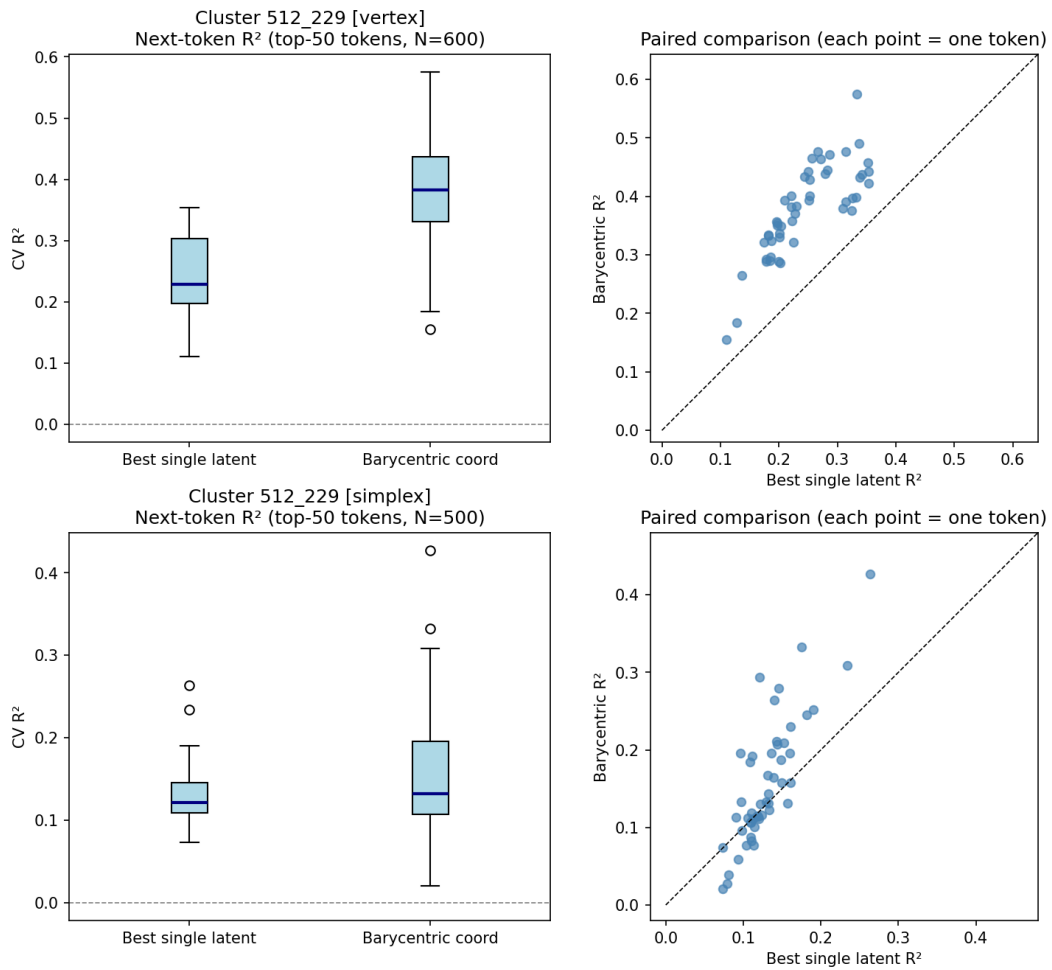 Cluster 512_229 [vertex]
Next-token R² (top-50 tokens, N=600)
CV R²
0.6
0.5
0.4
0.3
0.2
0.1
0.0
Best single latent
Barycentric coord
Paired comparison (each point = one token)
Barycentric R²
0.6
0.5
0.4
0.3
0.2
0.1
0.0
0.0 0.1 0.2 0.3 0.4 0.5 0.6
Best single latent R²
Cluster 512_229 [simplex]
Next-token R² (top-50 tokens, N=500)
CV R²
0.4
0.3
0.2
0.1
0.0
Best single latent
Barycentric coord
Paired comparison (each point = one token)
Barycentric R²
0.4
0.3
0.2
0.1
0.0
0.0 0.1 0.2 0.3 0.4
Best single latent R²